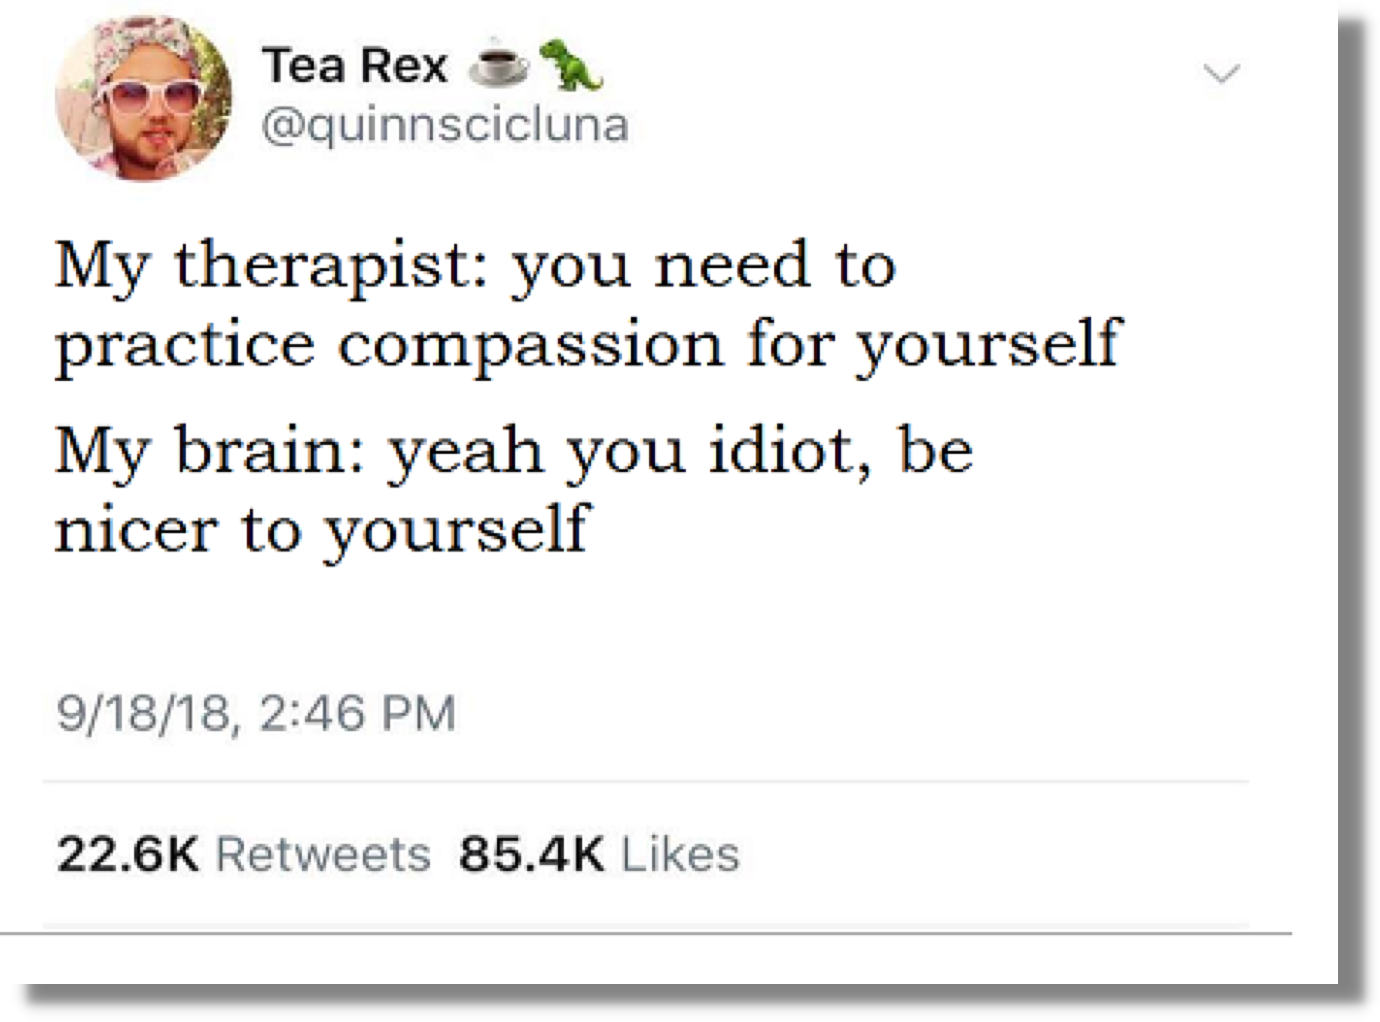 Tea Rex ☕🦖
@quinnscicluna
My therapist: you need to
practice compassion for yourself
My brain: yeah you idiot, be
nicer to yourself
9/18/18, 2:46 PM
22.6K Retweets 85.4K Likes